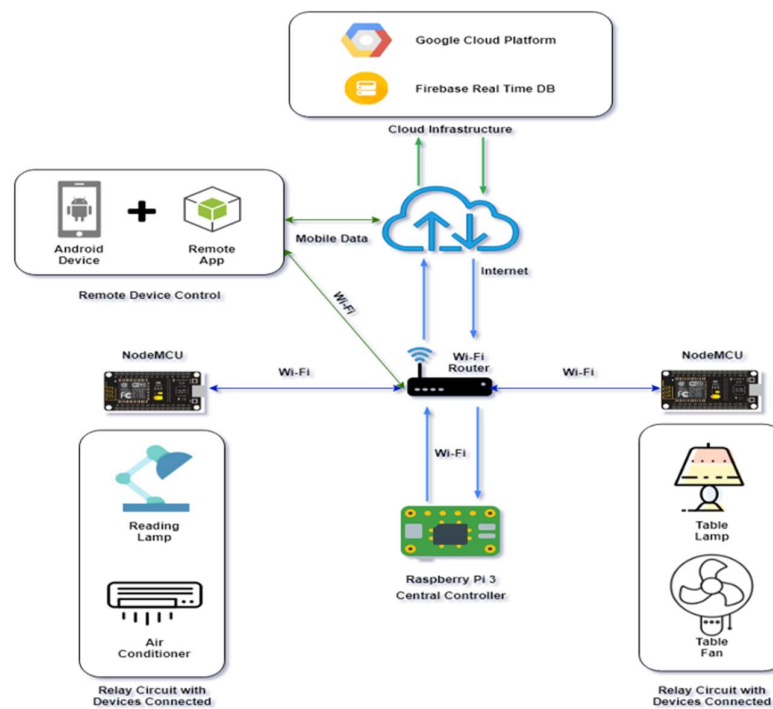 Google Cloud Platform
Firebase Real Time DB
Cloud Infrastructure
Android
Device
Remote
App
Mobile Data
Internet
Remote Device Control
Wi-Fi
NodeMCU
Wi-Fi
Wi-Fi
Router
Wi-Fi
NodeMCU
Wi-Fi
Reading
Lamp
Air
Conditioner
Raspberry Pi 3
Central Controller
Table
Lamp
Table
Fan
Relay Circuit with
Devices Connected
Relay Circuit with
Devices Connected